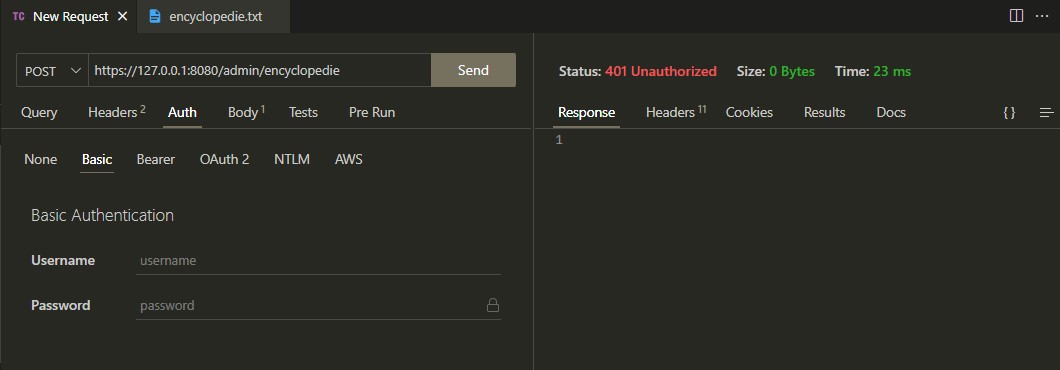 TC New Request encyclopedie.txt
POST https://127.0.0.1:8080/admin/encyclopedie Send
Status: 401 Unauthorized Size: 0 Bytes Time: 23 ms
Query Headers 2 Auth Body 1 Tests Pre Run
Response Headers 11 Cookies Results Docs {}
None Basic Bearer OAuth 2 NTLM AWS
1
Basic Authentication
Username username
Password password